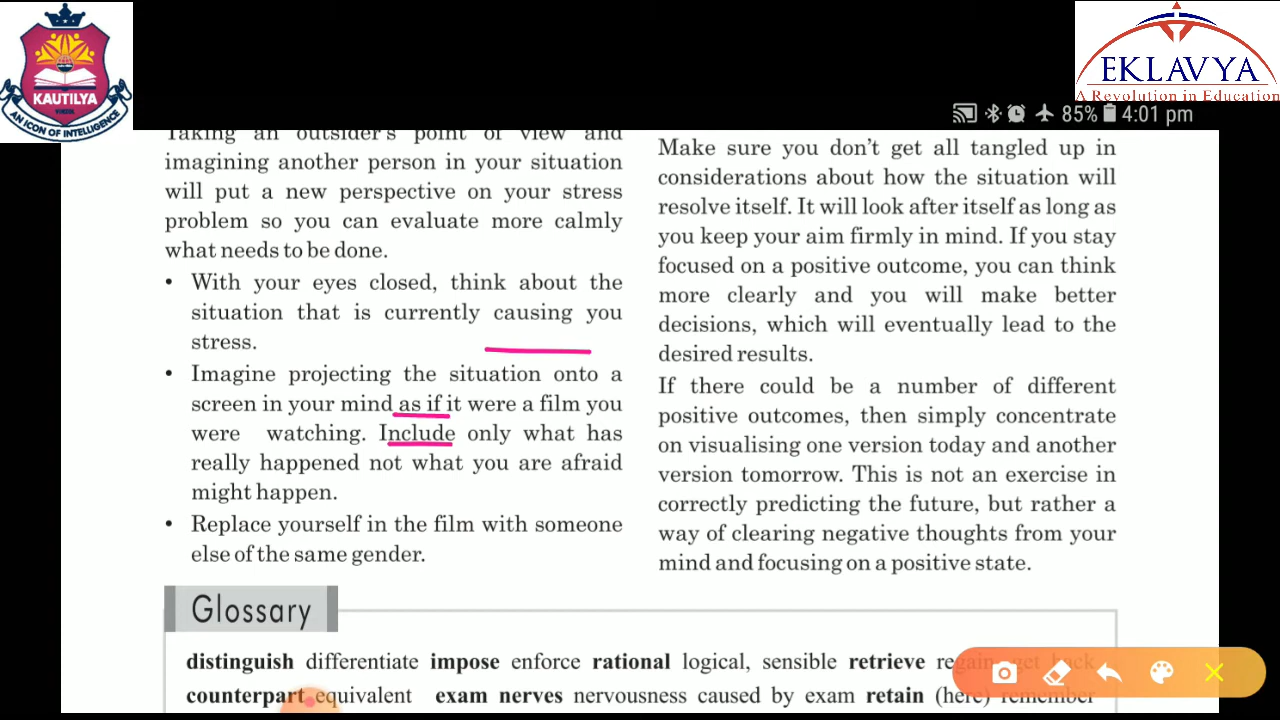 KAUTILYA
AN ICON OF INTELLIGENCE
EKLAVYA
A Revolution in Education
85% 4:01 pm
Taking an outsider's point of view and
imagining another person in your situation
will put a new perspective on your stress
problem so you can evaluate more calmly
what needs to be done.
• With your eyes closed, think about the
situation that is currently causing you
stress.
• Imagine projecting the situation onto a
screen in your mind as if it were a film you
were watching. Include only what has
really happened not what you are afraid
might happen.
• Replace yourself in the film with someone
else of the same gender.
Make sure you don't get all tangled up in
considerations about how the situation will
resolve itself. It will look after itself as long as
you keep your aim firmly in mind. If you stay
focused on a positive outcome, you can think
more clearly and you will make better
decisions, which will eventually lead to the
desired results.
If there could be a number of different
positive outcomes, then simply concentrate
on visualising one version today and another
version tomorrow. This is not an exercise in
correctly predicting the future, but rather a
way of clearing negative thoughts from your
mind and focusing on a positive state.
Glossary
distinguish differentiate impose enforce rational logical, sensible retrieve regain, get back
counterpart equivalent exam nerves nervousness caused by exam retain (here) remember